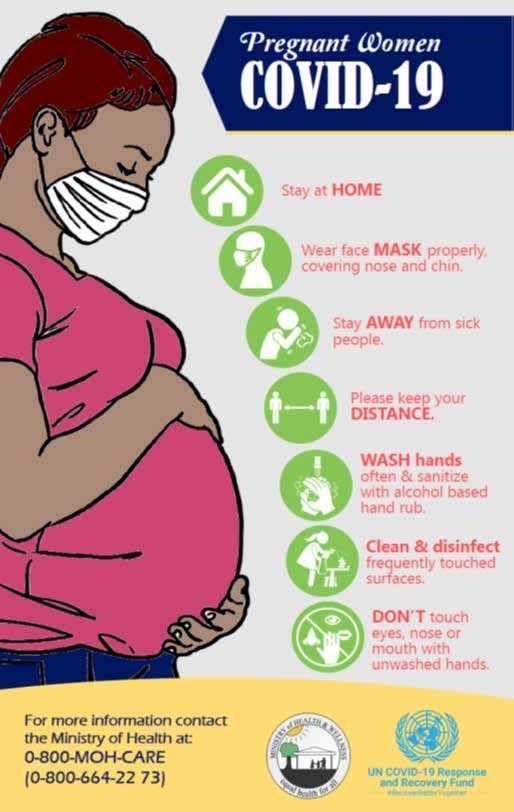 Pregnant Women
COVID-19
Stay at HOME
Wear face MASK properly,
covering nose and chin.
Stay AWAY from sick
people.
Please keep your
DISTANCE.
WASH hands
often & sanitize
with alcohol based
hand rub.
Clean & disinfect
frequently touched
surfaces.
DON'T touch
eyes, nose or
mouth with
unwashed hands.
For more information contact
the Ministry of Health at:
0-800-MOH-CARE
(0-800-664-22 73)
MINISTRY of HEALTH & WELLNESS
equal health for all
UN COVID-19 Response
and Recovery Fund
#RecoverBetterTogether